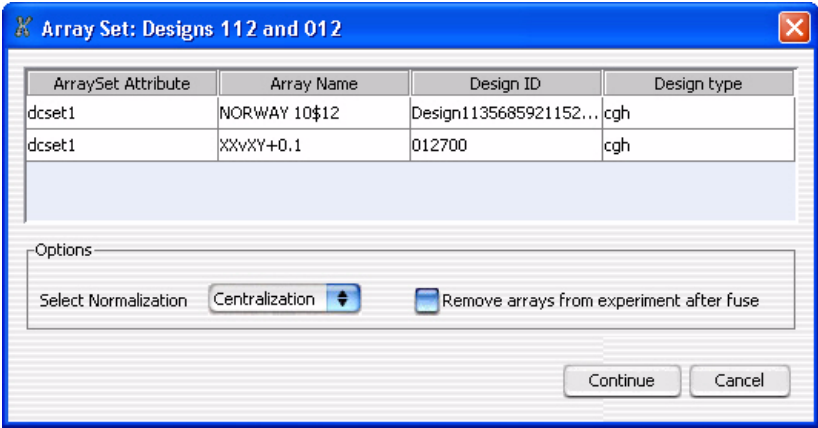 Array Set: Designs 112 and 012
ArraySet Attribute Array Name Design ID Design type
dcset1 NORWAY 10$12 Design1135685921152... cgh
dcset1 XXvXY+0.1 012700 cgh
Options
Select Normalization Centralization Remove arrays from experiment after fuse
Continue Cancel